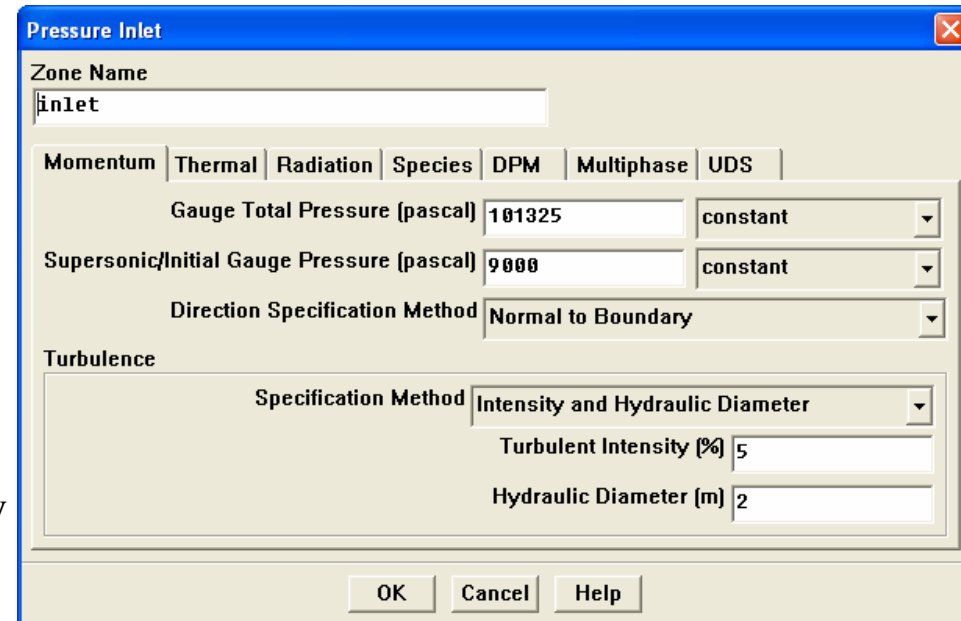 Pressure Inlet
Zone Name
inlet
Momentum Thermal Radiation Species DPM Multiphase UDS
Gauge Total Pressure (pascal) 101325 constant
Supersonic/Initial Gauge Pressure (pascal) 9000 constant
Direction Specification Method Normal to Boundary
Turbulence
Specification Method Intensity and Hydraulic Diameter
Turbulent Intensity (%) 5
Hydraulic Diameter (m) 2
y
OK Cancel Help